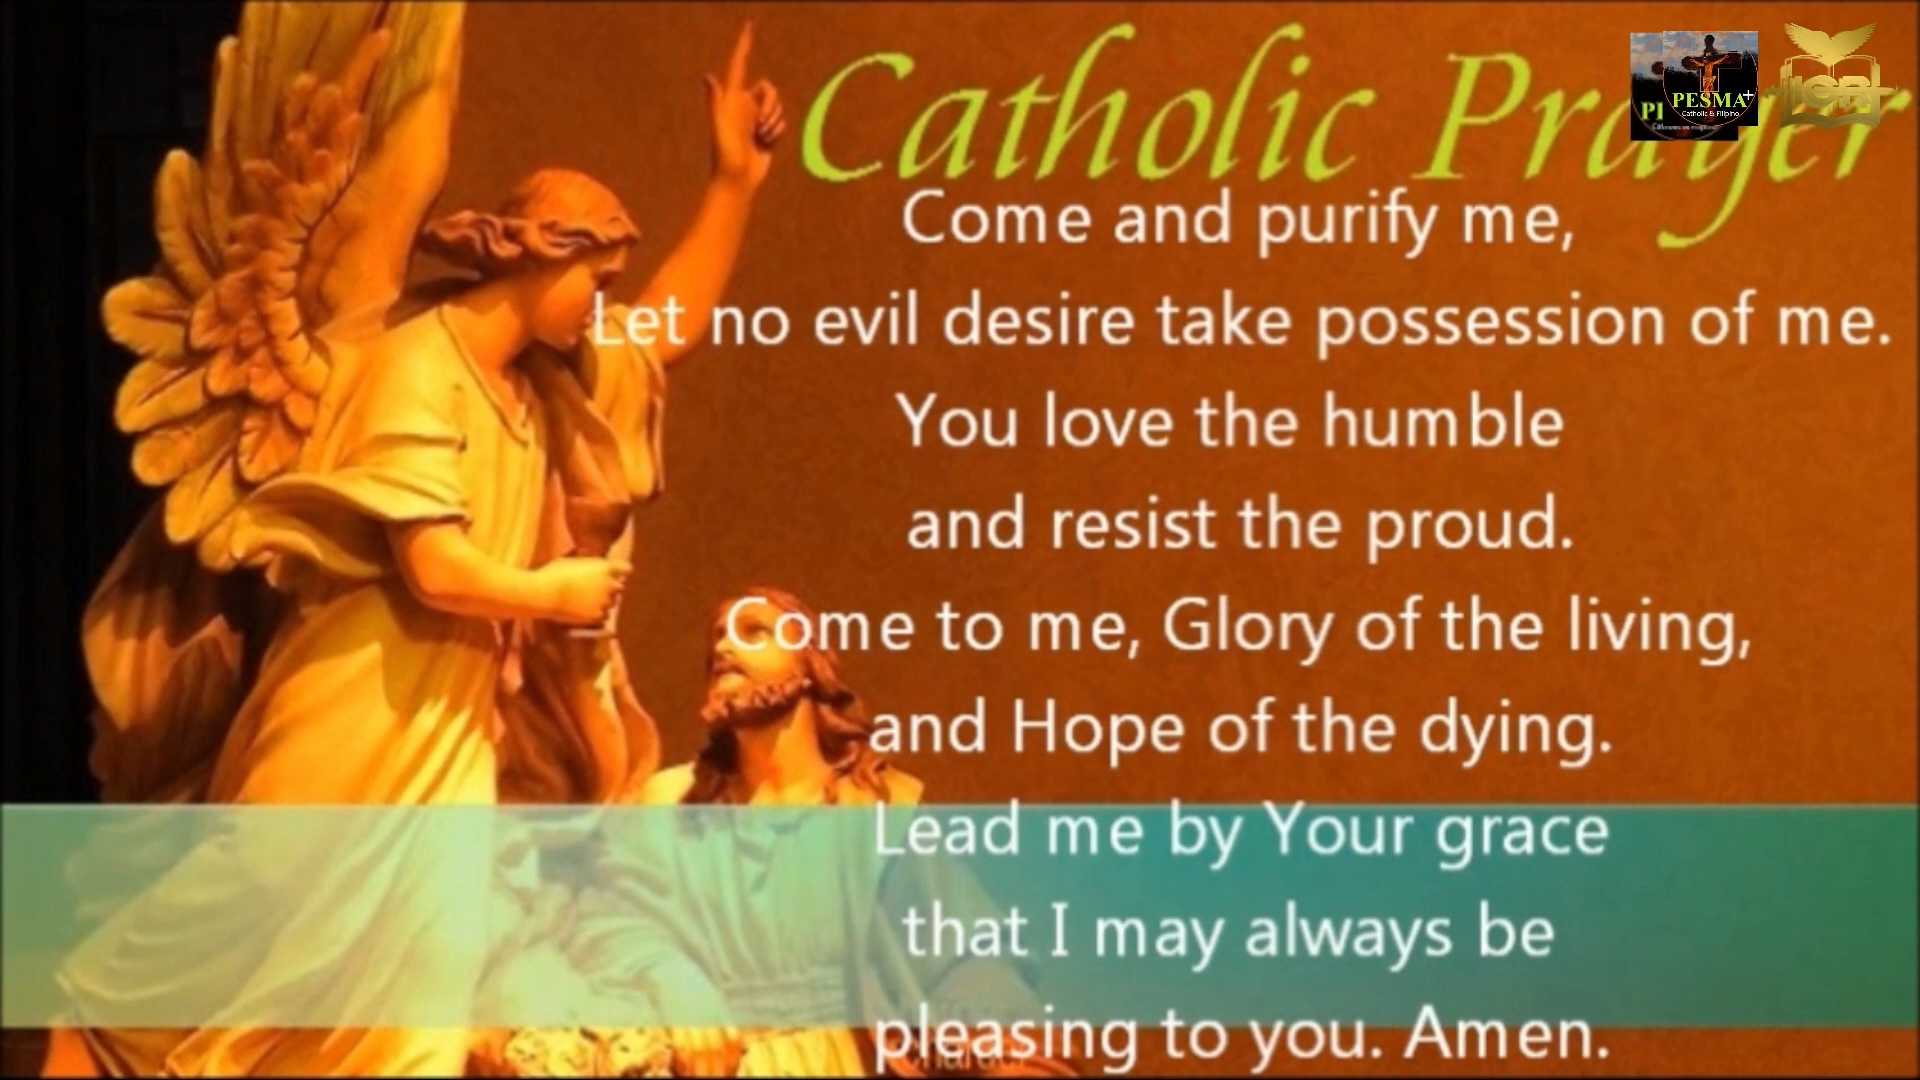 Catholic Prayer
PESMA+
Catholic & Filipino
Come and purify me,
Let no evil desire take possession of me.
You love the humble
and resist the proud.
Come to me, Glory of the living,
and Hope of the dying.
Lead me by Your grace
that I may always be
pleasing to you. Amen.